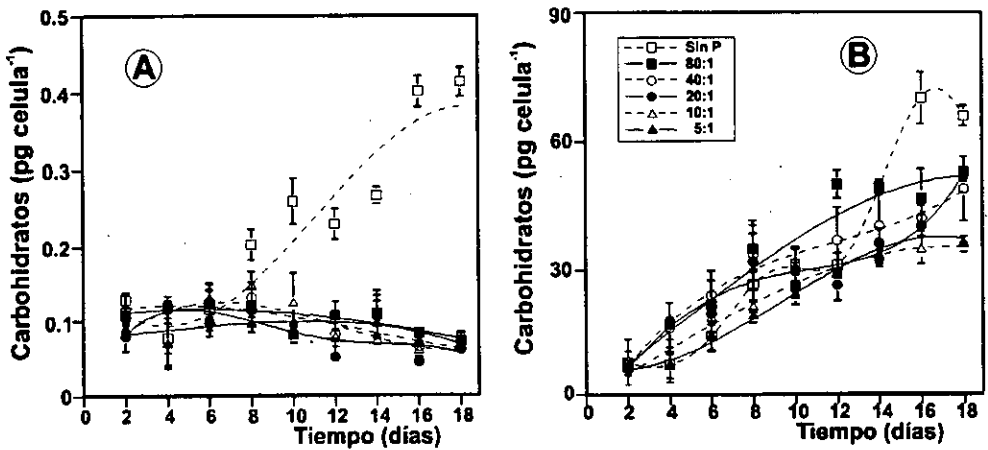 0.5
0.4
0.3
0.2
0.1
0
Carbohidratos (pg celula⁻¹)
A
0 2 4 6 8 10 12 14 16 18
Tiempo (días)
90
60
30
0
Carbohidratos (pg celula⁻¹)
Sin P
80:1
40:1
20:1
10:1
5:1
B
0 2 4 6 8 10 12 14 16 18
Tiempo (días)